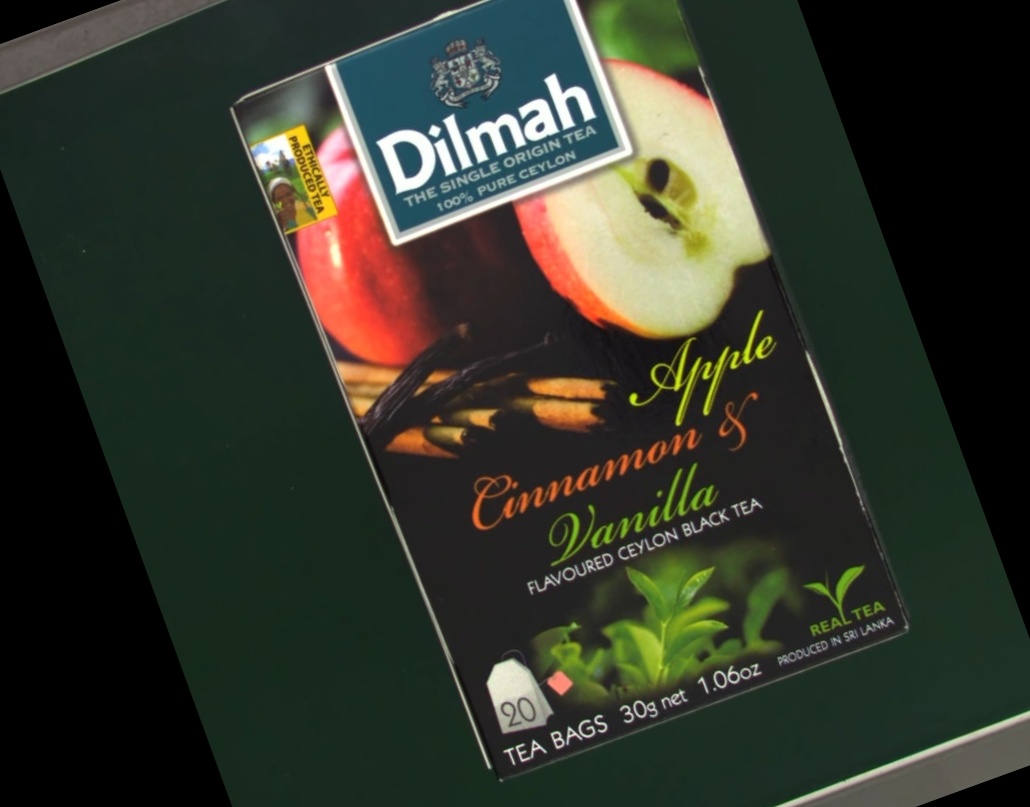 Dilmah
THE SINGLE ORIGIN TEA
100% PURE CEYLON
ETHICALLY
PRODUCED TEA
Apple
Cinnamon &
Vanilla
FLAVOURED CEYLON BLACK TEA
REAL TEA
PRODUCED IN SRI LANKA
20
TEA BAGS 30g net 1.06oz